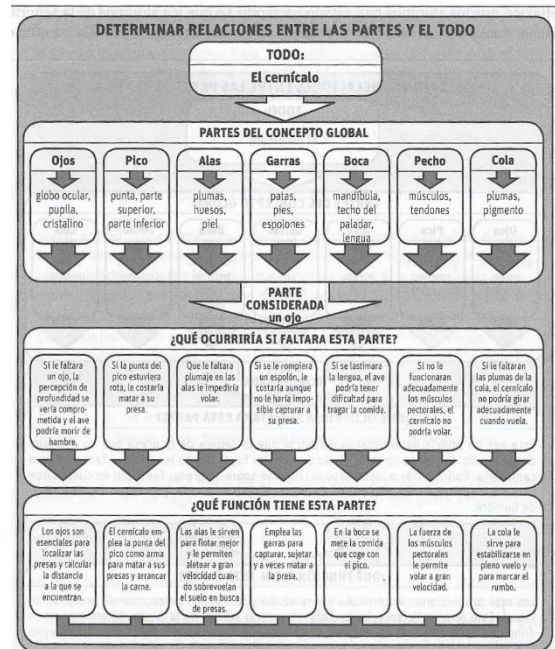 DETERMINAR RELACIONES ENTRE LAS PARTES Y EL TODO
TODO:
El cernícalo
PARTES DEL CONCEPTO GLOBAL
Ojos
globo ocular,
pupila,
cristalino
Pico
punta, parte
superior,
parte inferior
Alas
plumas,
huesos,
piel
Garras
patas,
pies,
espolones
Boca
mandíbula,
techo del
paladar,
lengua
Pecho
músculos,
tendones
Cola
plumas,
pigmento
PARTE
CONSIDERADA
un ojo
¿QUÉ OCURRIRÍA SI FALTARA ESTA PARTE?
Si le faltara
un ojo, la
percepción de
profundidad se
vería compro-
metida y el ave
podría morir de
hambre.
Si la punta del
pico estuviera
rota, le costaría
matar a su
presa.
Que le faltara
plumaje en las
alas le impediría
volar.
Si se le rompiera
un espolón, le
costaría aunque
no le haría impo-
sible capturar a
su presa.
Si se lastimara
la lengua, el ave
podría tener
dificultad para
tragar la comida.
Si no le
funcionaran
adecuadamente
los músculos
pectorales, el
cernícalo no
podría volar.
Si le faltaran
las plumas de la
cola, el cernícalo
no podría girar
adecuadamente
cuando vuela.
¿QUÉ FUNCIÓN TIENE ESTA PARTE?
Los ojos son
esenciales para
localizar las
presas y calcular
la distancia
a la que se
encuentran.
El cernícalo em-
plea la punta del
pico como arma
para matar a sus
presas y arrancar
la carne.
Las alas le sirven
para flotar mejor
y le permiten
aletear a gran
velocidad cuan-
do sobrevuelan
el suelo en busca
de presas.
Emplea las
garras para
capturar, sujetar
y a veces matar a
la presa.
En la boca se
mete la comida
que coge con
el pico.
La fuerza de
los músculos
pectorales
le permite
volar a gran
velocidad.
La cola le
sirve para
estabilizarse en
pleno vuelo y
para marcar el
rumbo.